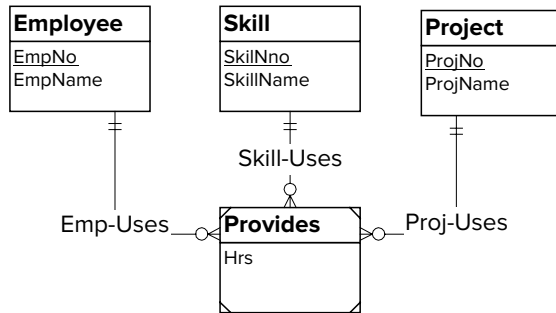 Employee
EmpNo
EmpName
Skill
SkilNno
SkillName
Project
ProjNo
ProjName
Skill-Uses
Emp-Uses
Provides
Hrs
Proj-Uses